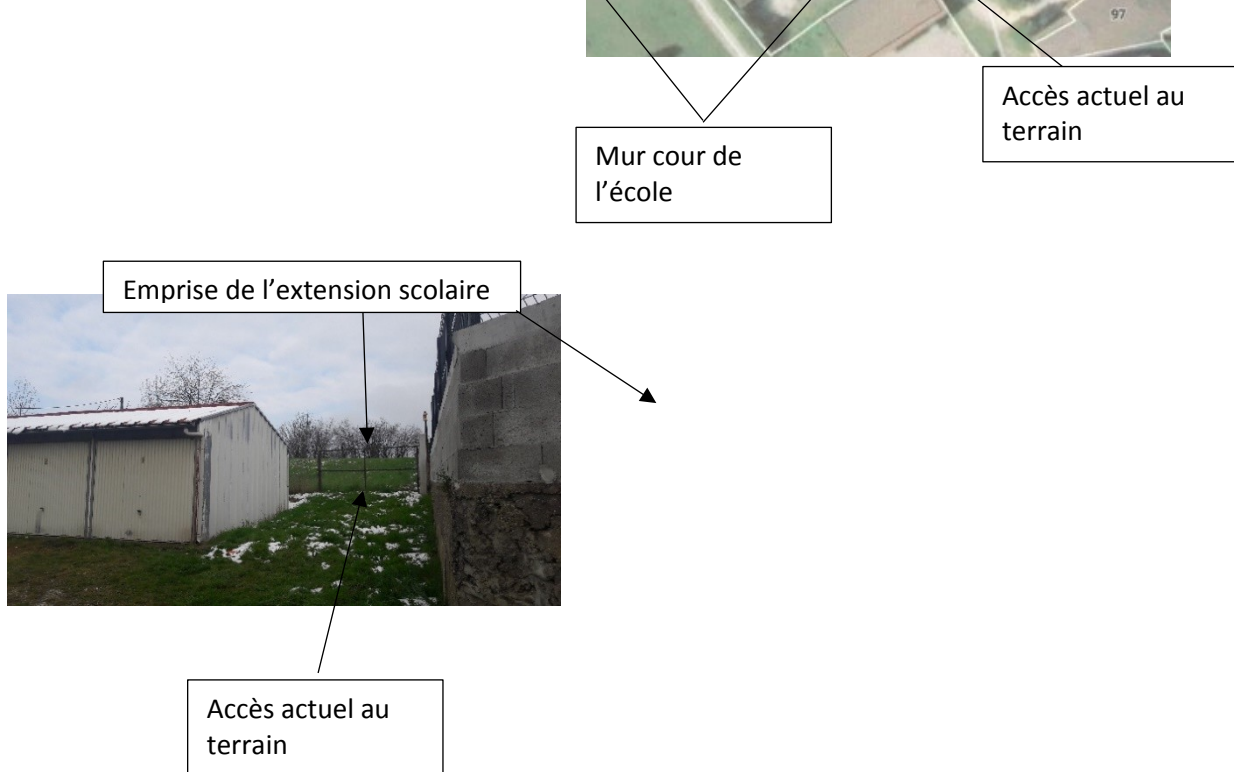 97
Accès actuel au
terrain
Mur cour de
l’école
Emprise de l’extension scolaire
Accès actuel au
terrain